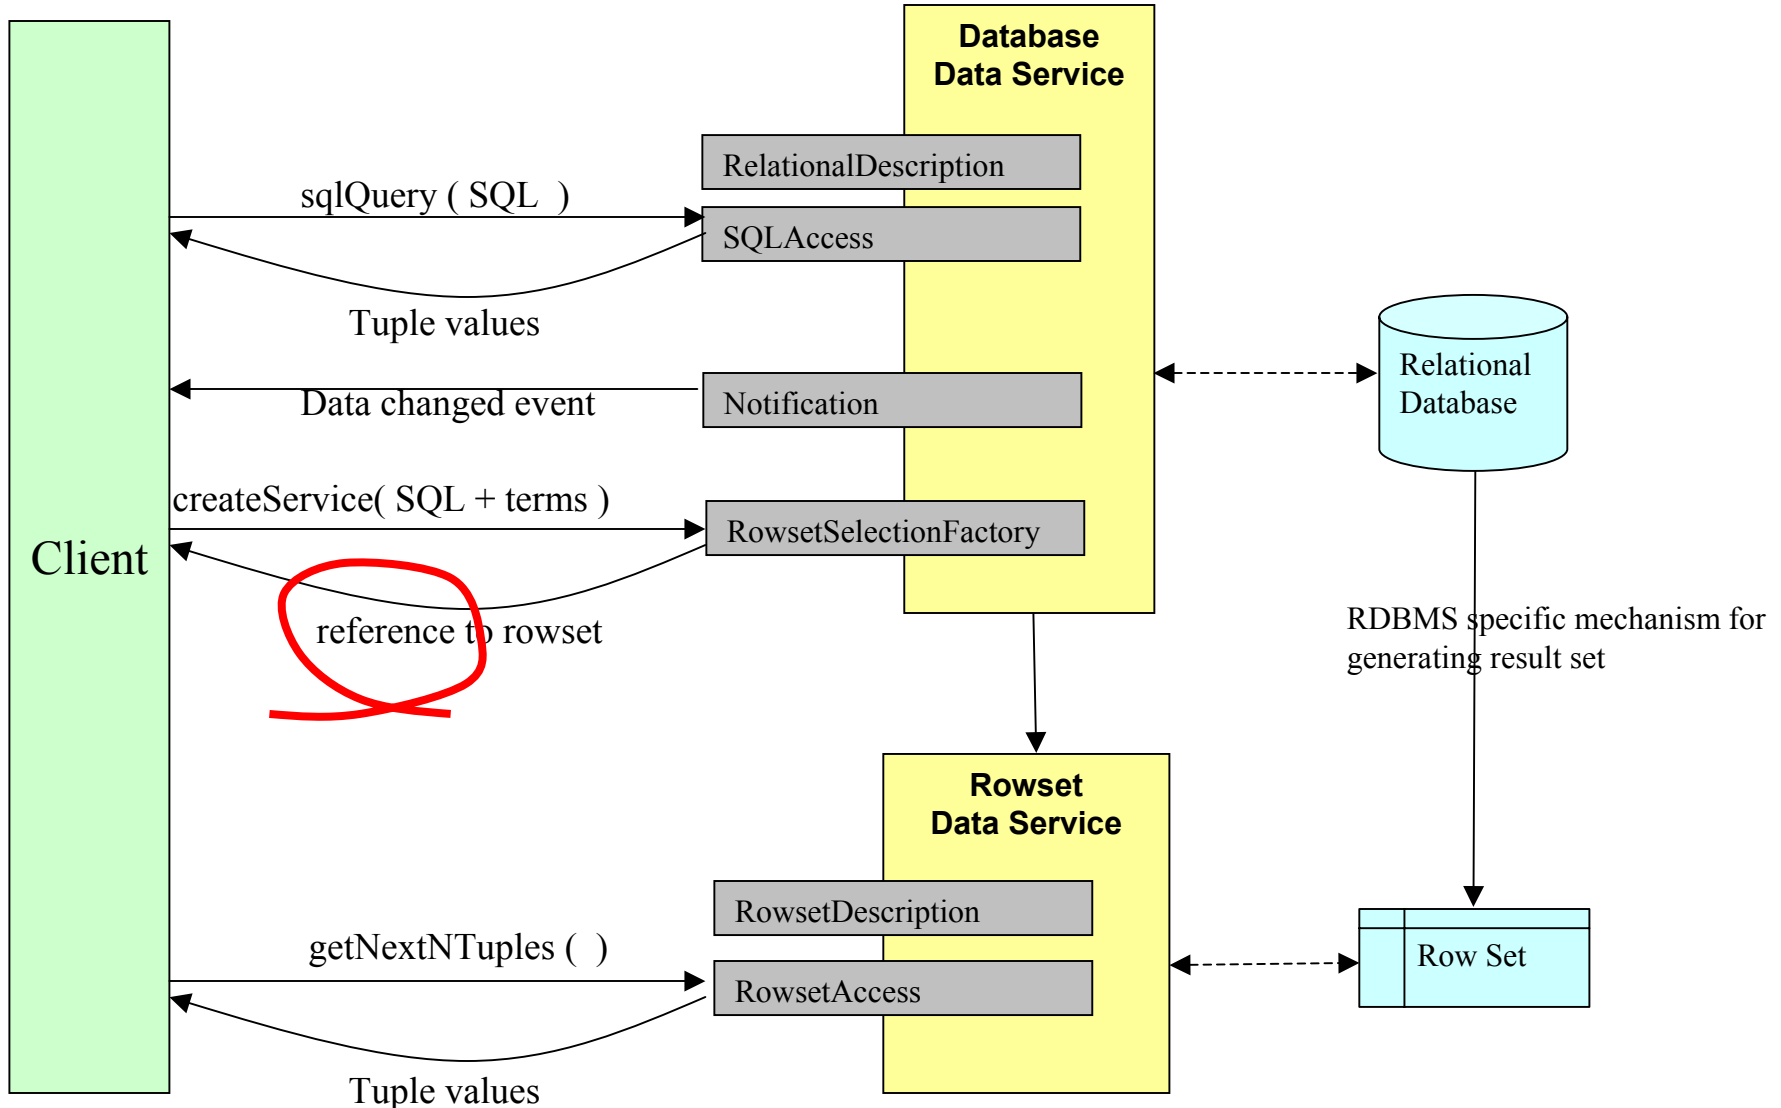 Database
Data Service
RelationalDescription
sqlQuery ( SQL  )
SQLAccess
Tuple values
Relational
Database
Data changed event
Notification
createService( SQL + terms )
RowsetSelectionFactory
Client
reference to rowset
RDBMS specific mechanism for
generating result set
Rowset
Data Service
RowsetDescription
getNextNTuples (  )
Row Set
RowsetAccess
Tuple values